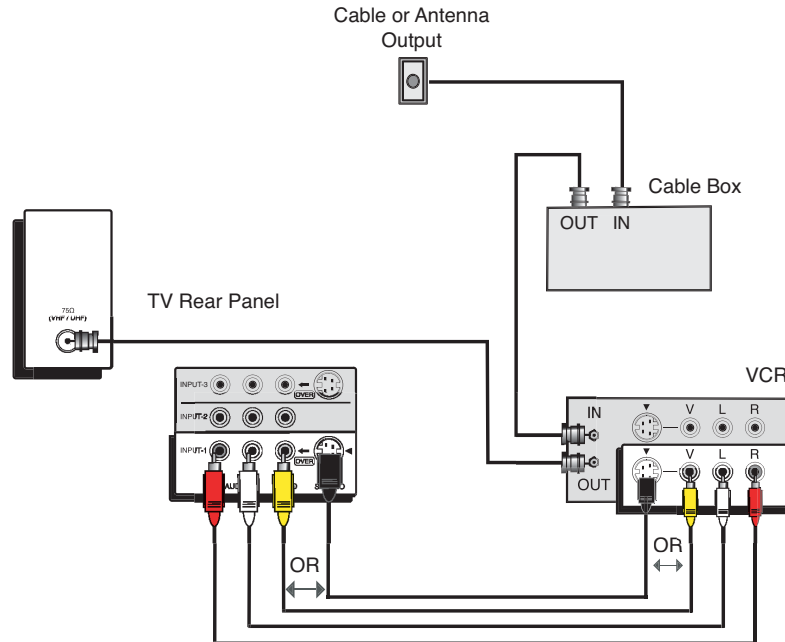 Cable or Antenna
Output
Cable Box
OUT IN
TV Rear Panel
75Ω
(VHF / UHF)
VCR
INPUT-3
(OVER)
INPUT-2
INPUT-1
(OVER)
IN
V L R
OUT
V L R
OR
OR